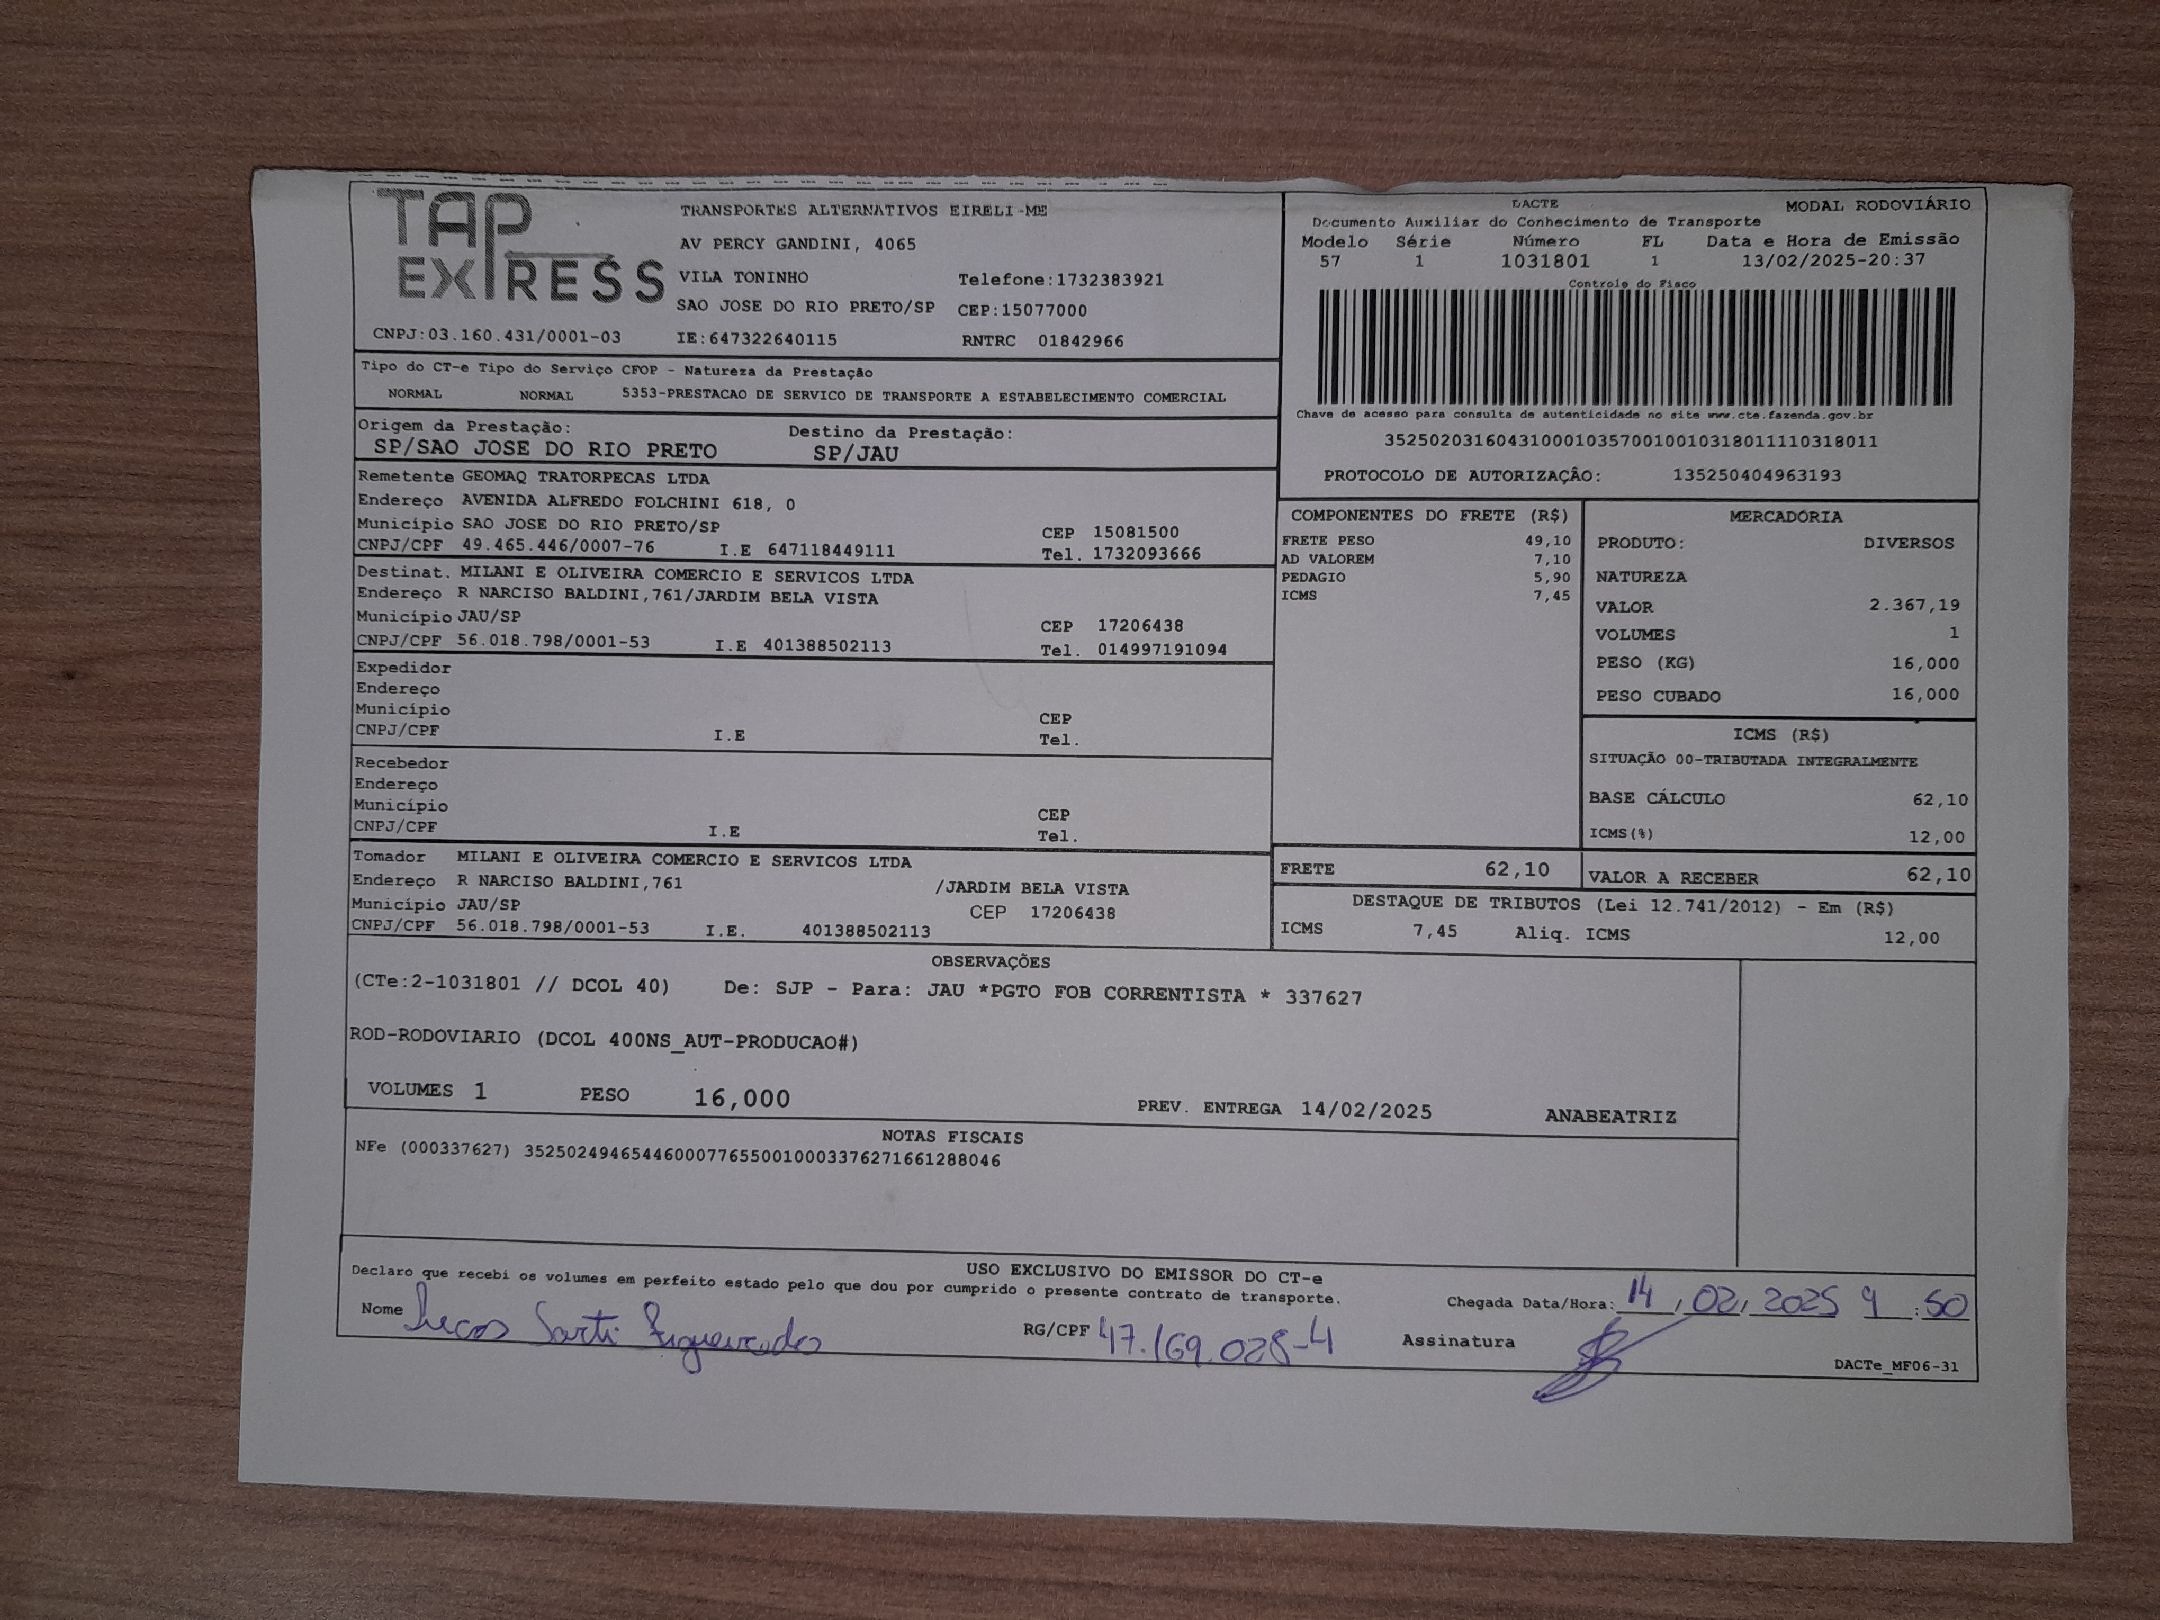 TAP EXPRESS
TRANSPORTES ALTERNATIVOS EIRELI-ME
AV PERCY GANDINI, 4065
VILA TONINHO Telefone:1732383921
SAO JOSE DO RIO PRETO/SP CEP:15077000
CNPJ:03.160.431/0001-03 IE:647322640115 RNTRC 01842966
DACTE MODAL RODOVIÁRIO
Documento Auxiliar do Conhecimento de Transporte
Modelo Série Número FL Data e Hora de Emissão
57 1 1031801 1 13/02/2025-20:37
Controle do Fisco
Chave de acesso para consulta de autenticidade no site www.cte.fazenda.gov.br
35250203160431000103570010010318011110318011
PROTOCOLO DE AUTORIZAÇÃO: 135250404963193
Tipo do CT-e Tipo do Serviço CFOP - Natureza da Prestação
NORMAL NORMAL 5353-PRESTACAO DE SERVICO DE TRANSPORTE A ESTABELECIMENTO COMERCIAL
Origem da Prestação: Destino da Prestação:
SP/SAO JOSE DO RIO PRETO SP/JAU
Remetente GEOMAQ TRATORPECAS LTDA
Endereço AVENIDA ALFREDO FOLCHINI 618, 0
Município SAO JOSE DO RIO PRETO/SP CEP 15081500
CNPJ/CPF 49.465.446/0007-76 I.E 647118449111 Tel. 1732093666
Destinat. MILANI E OLIVEIRA COMERCIO E SERVICOS LTDA
Endereço R NARCISO BALDINI,761/JARDIM BELA VISTA
Município JAU/SP CEP 17206438
CNPJ/CPF 56.018.798/0001-53 I.E 401388502113 Tel. 014997191094
Expedidor
Endereço
Município CEP
CNPJ/CPF I.E Tel.
Recebedor
Endereço
Município CEP
CNPJ/CPF I.E Tel.
Tomador MILANI E OLIVEIRA COMERCIO E SERVICOS LTDA
Endereço R NARCISO BALDINI,761 /JARDIM BELA VISTA
Município JAU/SP CEP 17206438
CNPJ/CPF 56.018.798/0001-53 I.E. 401388502113
COMPONENTES DO FRETE (R$)
FRETE PESO 49,10
AD VALOREM 7,10
PEDAGIO 5,90
ICMS 7,45
FRETE 62,10
MERCADORIA
PRODUTO: DIVERSOS
NATUREZA
VALOR 2.367,19
VOLUMES 1
PESO (KG) 16,000
PESO CUBADO 16,000
ICMS (R$)
SITUAÇÃO 00-TRIBUTADA INTEGRALMENTE
BASE CÁLCULO 62,10
ICMS(%) 12,00
VALOR A RECEBER 62,10
DESTAQUE DE TRIBUTOS (Lei 12.741/2012) - Em (R$)
ICMS 7,45 Aliq. ICMS 12,00
OBSERVAÇÕES
(CTe:2-1031801 // DCOL 40) De: SJP - Para: JAU *PGTO FOB CORRENTISTA * 337627
ROD-RODOVIARIO (DCOL 400NS_AUT-PRODUCAO#)
VOLUMES 1 PESO 16,000 PREV. ENTREGA 14/02/2025 ANABEATRIZ
NOTAS FISCAIS
NFe (000337627) 35250249465446000776550010003376271661288046
USO EXCLUSIVO DO EMISSOR DO CT-e
Declaro que recebi os volumes em perfeito estado pelo que dou por cumprido o presente contrato de transporte.
Chegada Data/Hora: 14/02/2025 9:50
Nome Lucas Sarti Figueiredo RG/CPF 47.169.028-4 Assinatura
DACTe_MF06-31